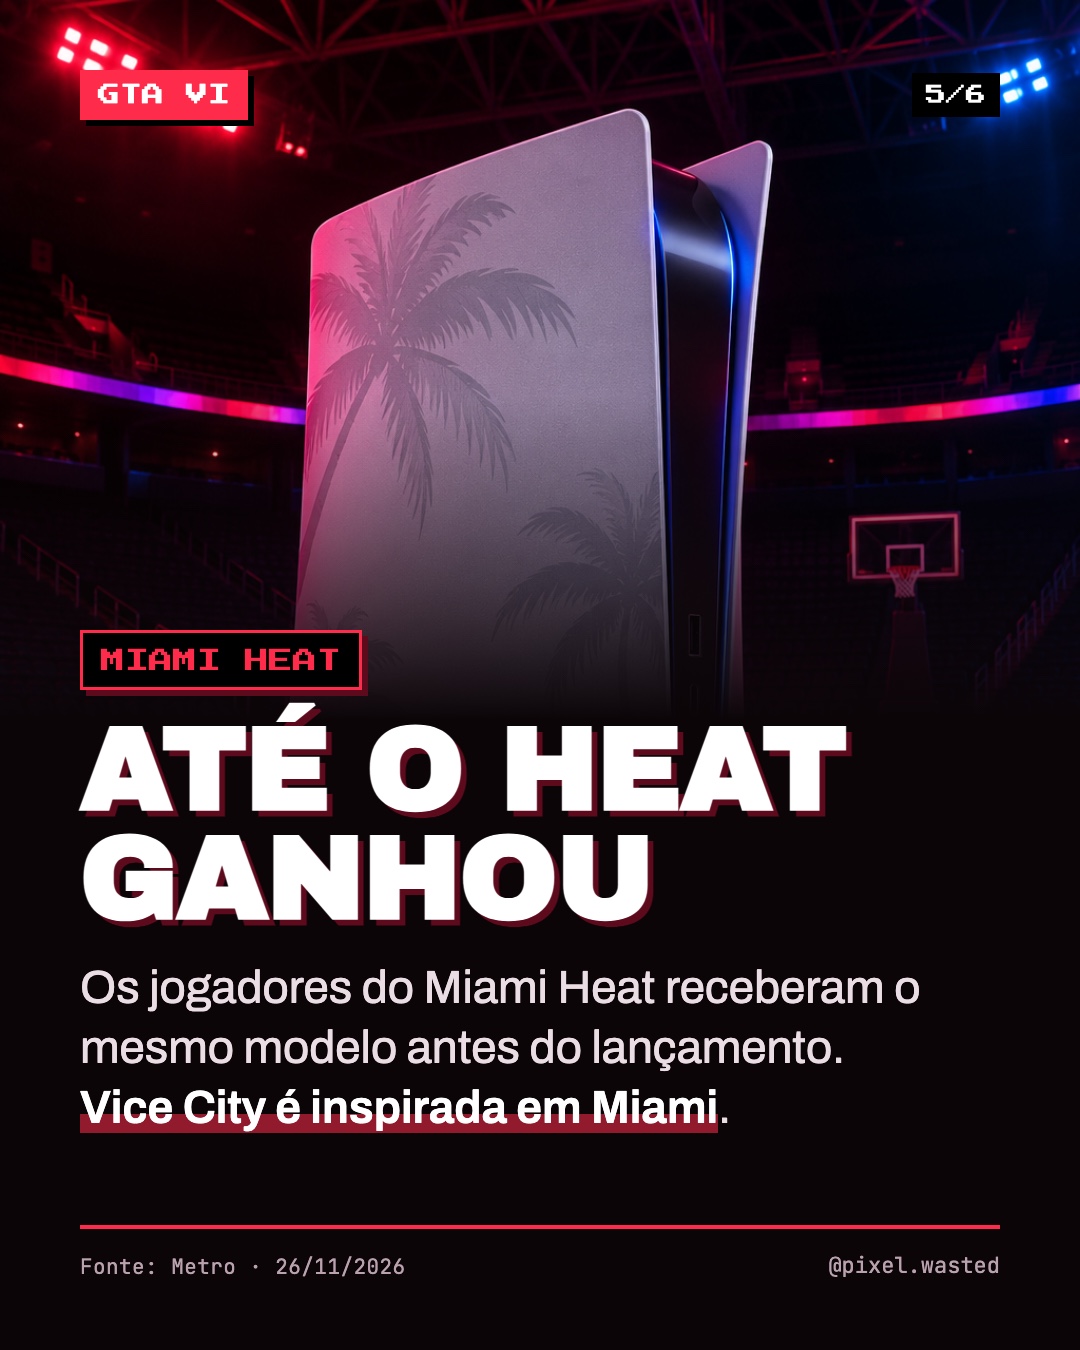 GTA VI
5/6
MIAMI HEAT
ATÉ O HEAT
GANHOU
Os jogadores do Miami Heat receberam o
mesmo modelo antes do lançamento.
Vice City é inspirada em Miami.
Fonte: Metro · 26/11/2026
@pixel.wasted